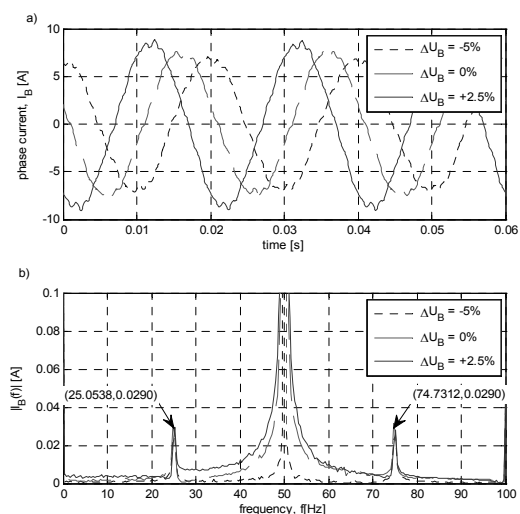 a)
phase current, I_B [A]
10
5
0
-5
-10
0
0.01
0.02
0.03
0.04
0.05
0.06
time [s]
ΔU_B = -5%
ΔU_B = 0%
ΔU_B = +2.5%
b)
|I_B(f)| [A]
0.1
0.08
0.06
0.04
0.02
0
0
10
20
30
40
50
60
70
80
90
100
frequency, f[Hz]
ΔU_B = -5%
ΔU_B = 0%
ΔU_B = +2.5%
(25.0538,0.0290)
(74.7312,0.0290)